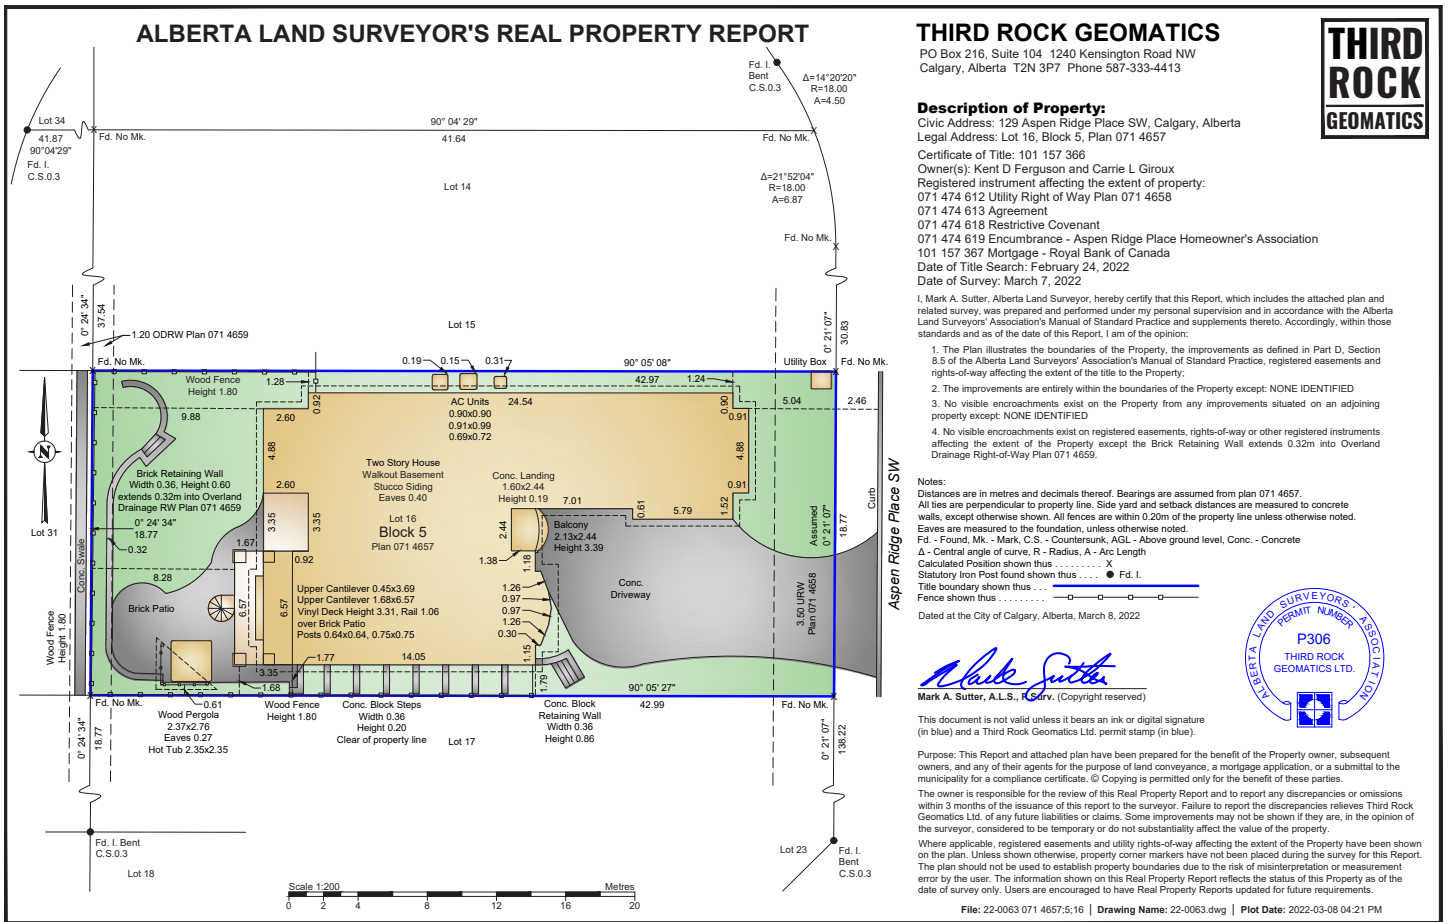 ALBERTA LAND SURVEYOR'S REAL PROPERTY REPORT
Fd. I.
Bent
C.S.0.3
Δ=14°20'20"
R=18.00
A=4.50
Lot 34
41.87
90°04'29"
Fd. I.
C.S.0.3
Fd. No Mk.
90° 04' 29"
41.64
Fd. No Mk.
Lot 14
Δ=21°52'04"
R=18.00
A=6.87
Fd. No Mk.
0° 24' 34"
37.54
1.20 ODRW Plan 071 4659
Lot 15
0° 21' 07"
30.83
Fd. No Mk.
0.19
0.15
0.31
90° 05' 08"
42.97
Utility Box
Fd. No Mk.
Wood Fence
Height 1.80
1.28
0.92
1.24
AC Units
0.90x0.90
0.91x0.99
0.69x0.72
24.54
0.90
0.91
5.04
2.46
9.88
2.60
4.88
4.88
0.91
Brick Retaining Wall
Width 0.36, Height 0.60
extends 0.32m into Overland
Drainage RW Plan 071 4659
Two Story House
Walkout Basement
Stucco Siding
Eaves 0.40
Conc. Landing
1.60x2.44
Height 0.19
2.60
7.01
0.61
5.79
1.52
Lot 16
Block 5
Plan 071 4657
3.35
3.35
2.44
Balcony
2.13x2.44
Height 3.39
N
Lot 31
Conc. Swale
0° 24' 34"
18.77
0.32
1.67
0.92
1.38
1.18
Assumed
0° 21' 07"
18.77
Curb
Aspen Ridge Place SW
8.28
Brick Patio
6.57
6.57
Upper Cantilever 0.45x3.69
Upper Cantilever 1.68x6.57
Vinyl Deck Height 3.31, Rail 1.06
over Brick Patio
Posts 0.64x0.64, 0.75x0.75
1.26
0.97
0.97
1.26
0.30
Conc.
Driveway
3.50 URW
Plan 071 4658
Wood Fence
Height 1.80
3.35
1.77
14.05
1.15
1.79
1.68
0.61
90° 05' 27"
42.99
Fd. No Mk.
Fd. No Mk.
0° 24' 34"
18.77
Wood Pergola
2.37x2.76
Eaves 0.27
Hot Tub 2.35x2.35
Wood Fence
Height 1.80
Conc. Block Steps
Width 0.36
Height 0.20
Clear of property line
Lot 17
Conc. Block
Retaining Wall
Width 0.36
Height 0.86
0° 21' 07"
138.22
Fd. I. Bent
C.S.0.3
Lot 18
Lot 23
Fd. I.
Bent
C.S.0.3
Scale 1:200
Metres
0 2 4 8 12 16 20
THIRD ROCK GEOMATICS
PO Box 216, Suite 104 1240 Kensington Road NW
Calgary, Alberta T2N 3P7 Phone 587-333-4413
THIRD
ROCK
GEOMATICS
Description of Property:
Civic Address: 129 Aspen Ridge Place SW, Calgary, Alberta
Legal Address: Lot 16, Block 5, Plan 071 4657
Certificate of Title: 101 157 366
Owner(s): Kent D Ferguson and Carrie L Giroux
Registered instrument affecting the extent of property:
071 474 612 Utility Right of Way Plan 071 4658
071 474 613 Agreement
071 474 618 Restrictive Covenant
071 474 619 Encumbrance - Aspen Ridge Place Homeowner's Association
101 157 367 Mortgage - Royal Bank of Canada
Date of Title Search: February 24, 2022
Date of Survey: March 7, 2022
I, Mark A. Sutter, Alberta Land Surveyor, hereby certify that this Report, which includes the attached plan and
related survey, was prepared and performed under my personal supervision and in accordance with the Alberta
Land Surveyors' Association's Manual of Standard Practice and supplements thereto. Accordingly, within those
standards and as of the date of this Report, I am of the opinion:
1. The Plan illustrates the boundaries of the Property, the improvements as defined in Part D, Section
8.5 of the Alberta Land Surveyors' Association's Manual of Standard Practice, registered easements and
rights-of-way affecting the extent of the title to the Property;
2. The improvements are entirely within the boundaries of the Property except: NONE IDENTIFIED
3. No visible encroachments exist on the Property from any improvements situated on an adjoining
property except: NONE IDENTIFIED
4. No visible encroachments exist on registered easements, rights-of-way or other registered instruments
affecting the extent of the Property except the Brick Retaining Wall extends 0.32m into Overland
Drainage Right-of-Way Plan 071 4659.
Notes:
Distances are in metres and decimals thereof. Bearings are assumed from plan 071 4657.
All ties are perpendicular to property line. Side yard and setback distances are measured to concrete
walls, except otherwise shown. All fences are within 0.20m of the property line unless otherwise noted.
Eaves are measured to the foundation, unless otherwise noted.
Fd. - Found, Mk. - Mark, C.S. - Countersunk, AGL - Above ground level, Conc. - Concrete
Δ - Central angle of curve, R - Radius, A - Arc Length
Calculated Position shown thus . . . . . . . . . X
Statutory Iron Post found shown thus . . . . ● Fd. I.
Title boundary shown thus . . .
Fence shown thus . . . . . . . . .
Dated at the City of Calgary, Alberta, March 8, 2022
Mark Sutter
Mark A. Sutter, A.L.S., P.Surv. (Copyright reserved)
ALBERTA LAND SURVEYORS' ASSOCIATION
PERMIT NUMBER
P306
THIRD ROCK
GEOMATICS LTD.
This document is not valid unless it bears an ink or digital signature
(in blue) and a Third Rock Geomatics Ltd. permit stamp (in blue).
Purpose: This Report and attached plan have been prepared for the benefit of the Property owner, subsequent
owners, and any of their agents for the purpose of land conveyance, a mortgage application, or a submittal to the
municipality for a compliance certificate. © Copying is permitted only for the benefit of these parties.
The owner is responsible for the review of this Real Property Report and to report any discrepancies or omissions
within 3 months of the issuance of this report to the surveyor. Failure to report the discrepancies relieves Third Rock
Geomatics Ltd. of any future liabilities or claims. Some improvements may not be shown if they are, in the opinion of
the surveyor, considered to be temporary or do not substantiality affect the value of the property.
Where applicable, registered easements and utility rights-of-way affecting the extent of the Property have been shown
on the plan. Unless shown otherwise, property corner markers have not been placed during the survey for this Report.
The plan should not be used to establish property boundaries due to the risk of misinterpretation or measurement
error by the user. The information shown on this Real Property Report reflects the status of this Property as of the
date of survey only. Users are encouraged to have Real Property Reports updated for future requirements.
File: 22-0063 071 4657;5;16 | Drawing Name: 22-0063.dwg | Plot Date: 2022-03-08 04:21 PM